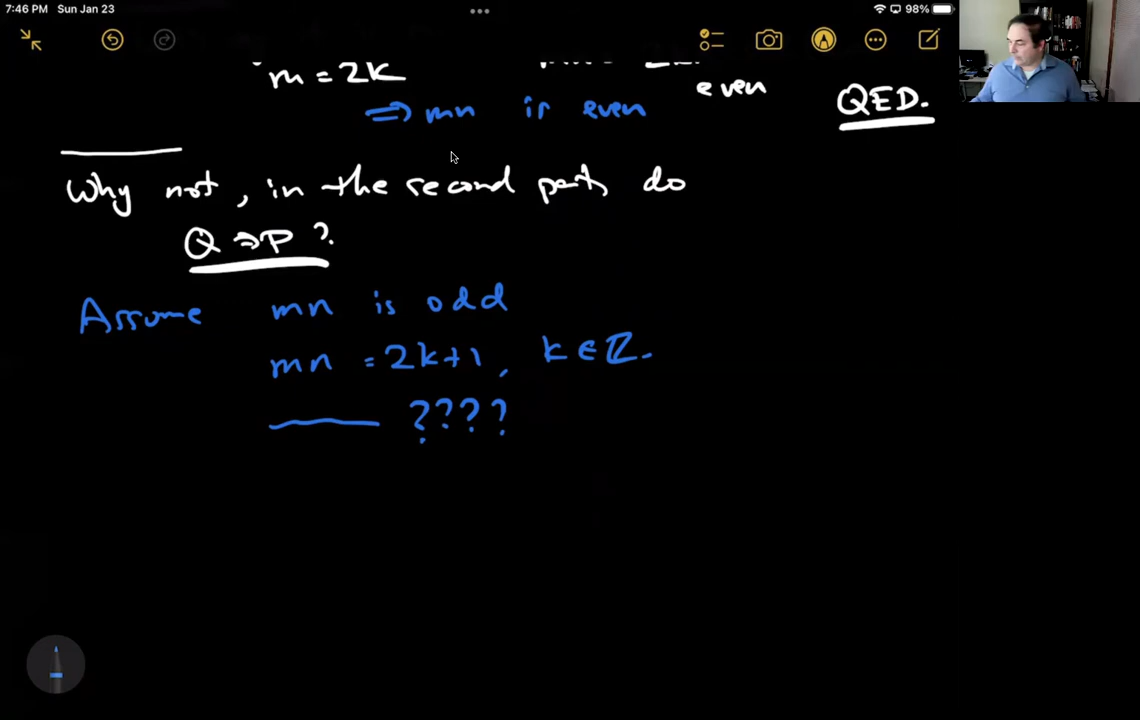 7:46 PM Sun Jan 23
98%
m = 2k
even
⇒ mn is even
QED.
Why not, in the second part, do
Q ⇒ P ?
Assume mn is odd
mn = 2k+1, k ∈ ℤ.
????